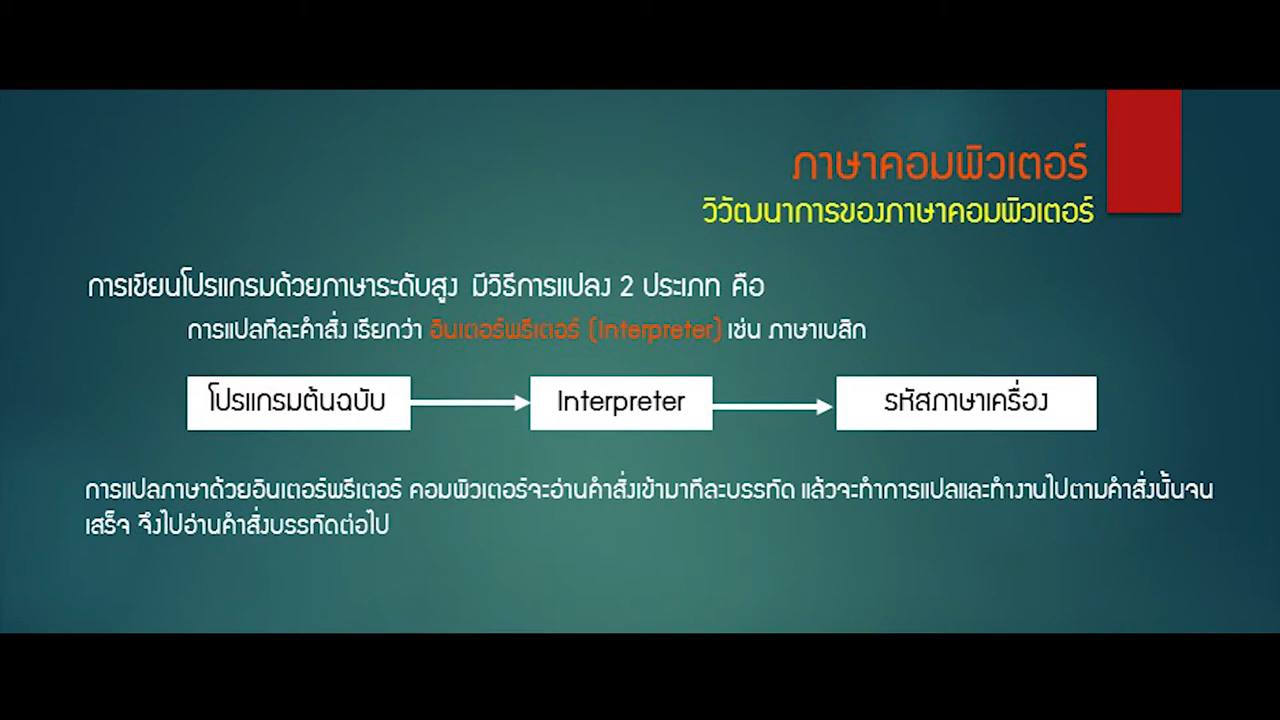 ภาษาคอมพิวเตอร์
วิวัฒนาการของภาษาคอมพิวเตอร์
การเขียนโปรแกรมด้วยภาษาระดับสูง มีวิธีการแปลง 2 ประเภท คือ
การแปลทีละคำสั่ง เรียกว่า อินเตอร์พรีเตอร์ (Interpreter) เช่น ภาษาเบสิก
โปรแกรมต้นฉบับ Interpreter รหัสภาษาเครื่อง
การแปลภาษาด้วยอินเตอร์พรีเตอร์ คอมพิวเตอร์จะอ่านคำสั่งเข้ามาทีละบรรทัด แล้วจะทำการแปลและทำงานไปตามคำสั่งนั้นจน
เสร็จ จึงไปอ่านคำสั่งบรรทัดต่อไป